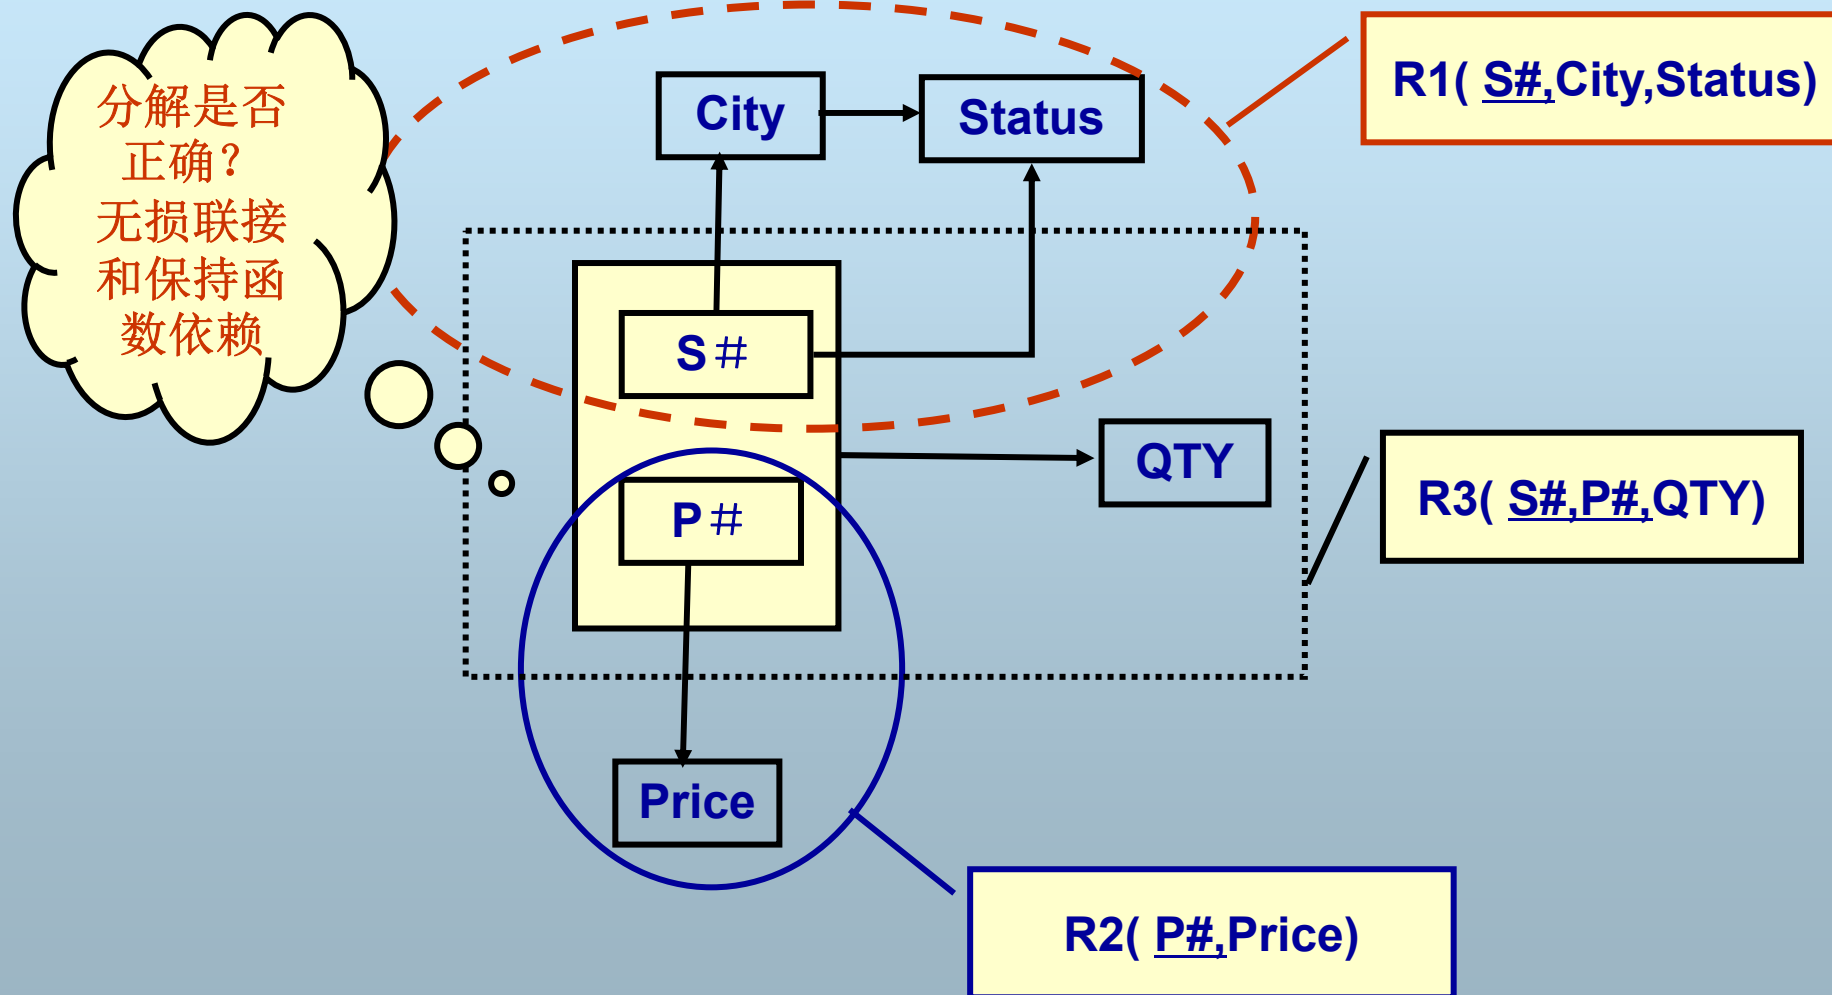 分解是否
正确？
无损联接
和保持函
数依赖
City
Status
R1( S#,City,Status)
S＃
QTY
P＃
R3( S#,P#,QTY)
Price
R2( P#,Price)